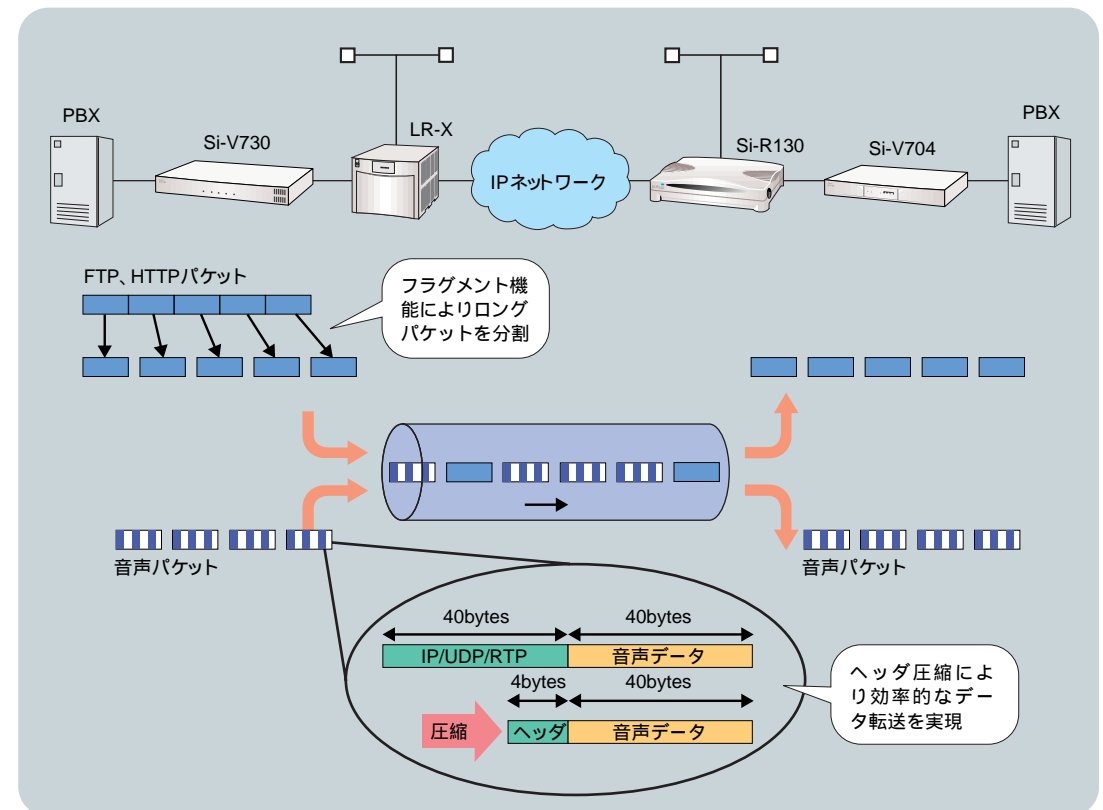 PBX
Si-V730
LR-X
IPネットワーク
Si-R130
Si-V704
PBX
FTP、HTTPパケット
フラグメント機
能によりロング
パケットを分割
音声パケット
音声パケット
40bytes
40bytes
IP/UDP/RTP
音声データ
4bytes
40bytes
圧縮
ヘッダ
音声データ
ヘッダ圧縮によ
り効率的なデー
タ転送を実現